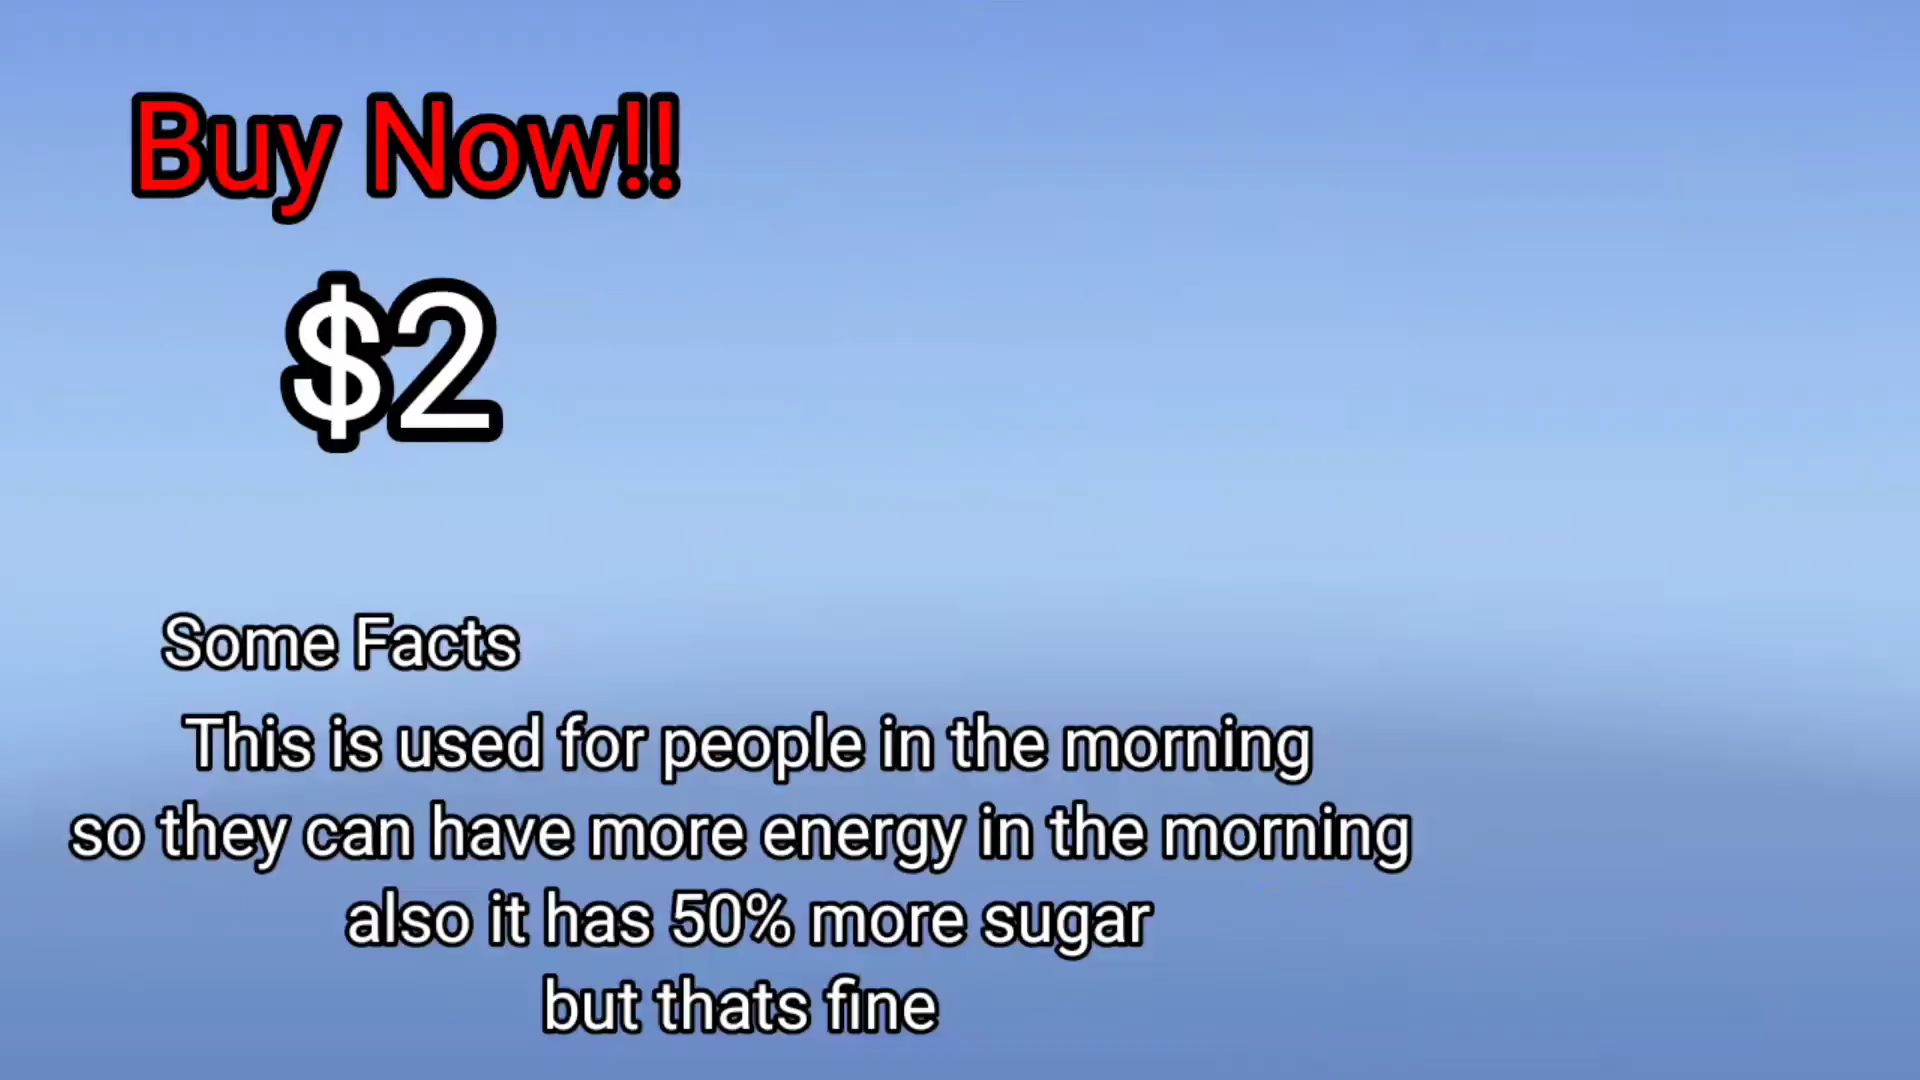 Buy Now!!
$2
Some Facts
This is used for people in the morning
so they can have more energy in the morning
also it has 50% more sugar
but thats fine